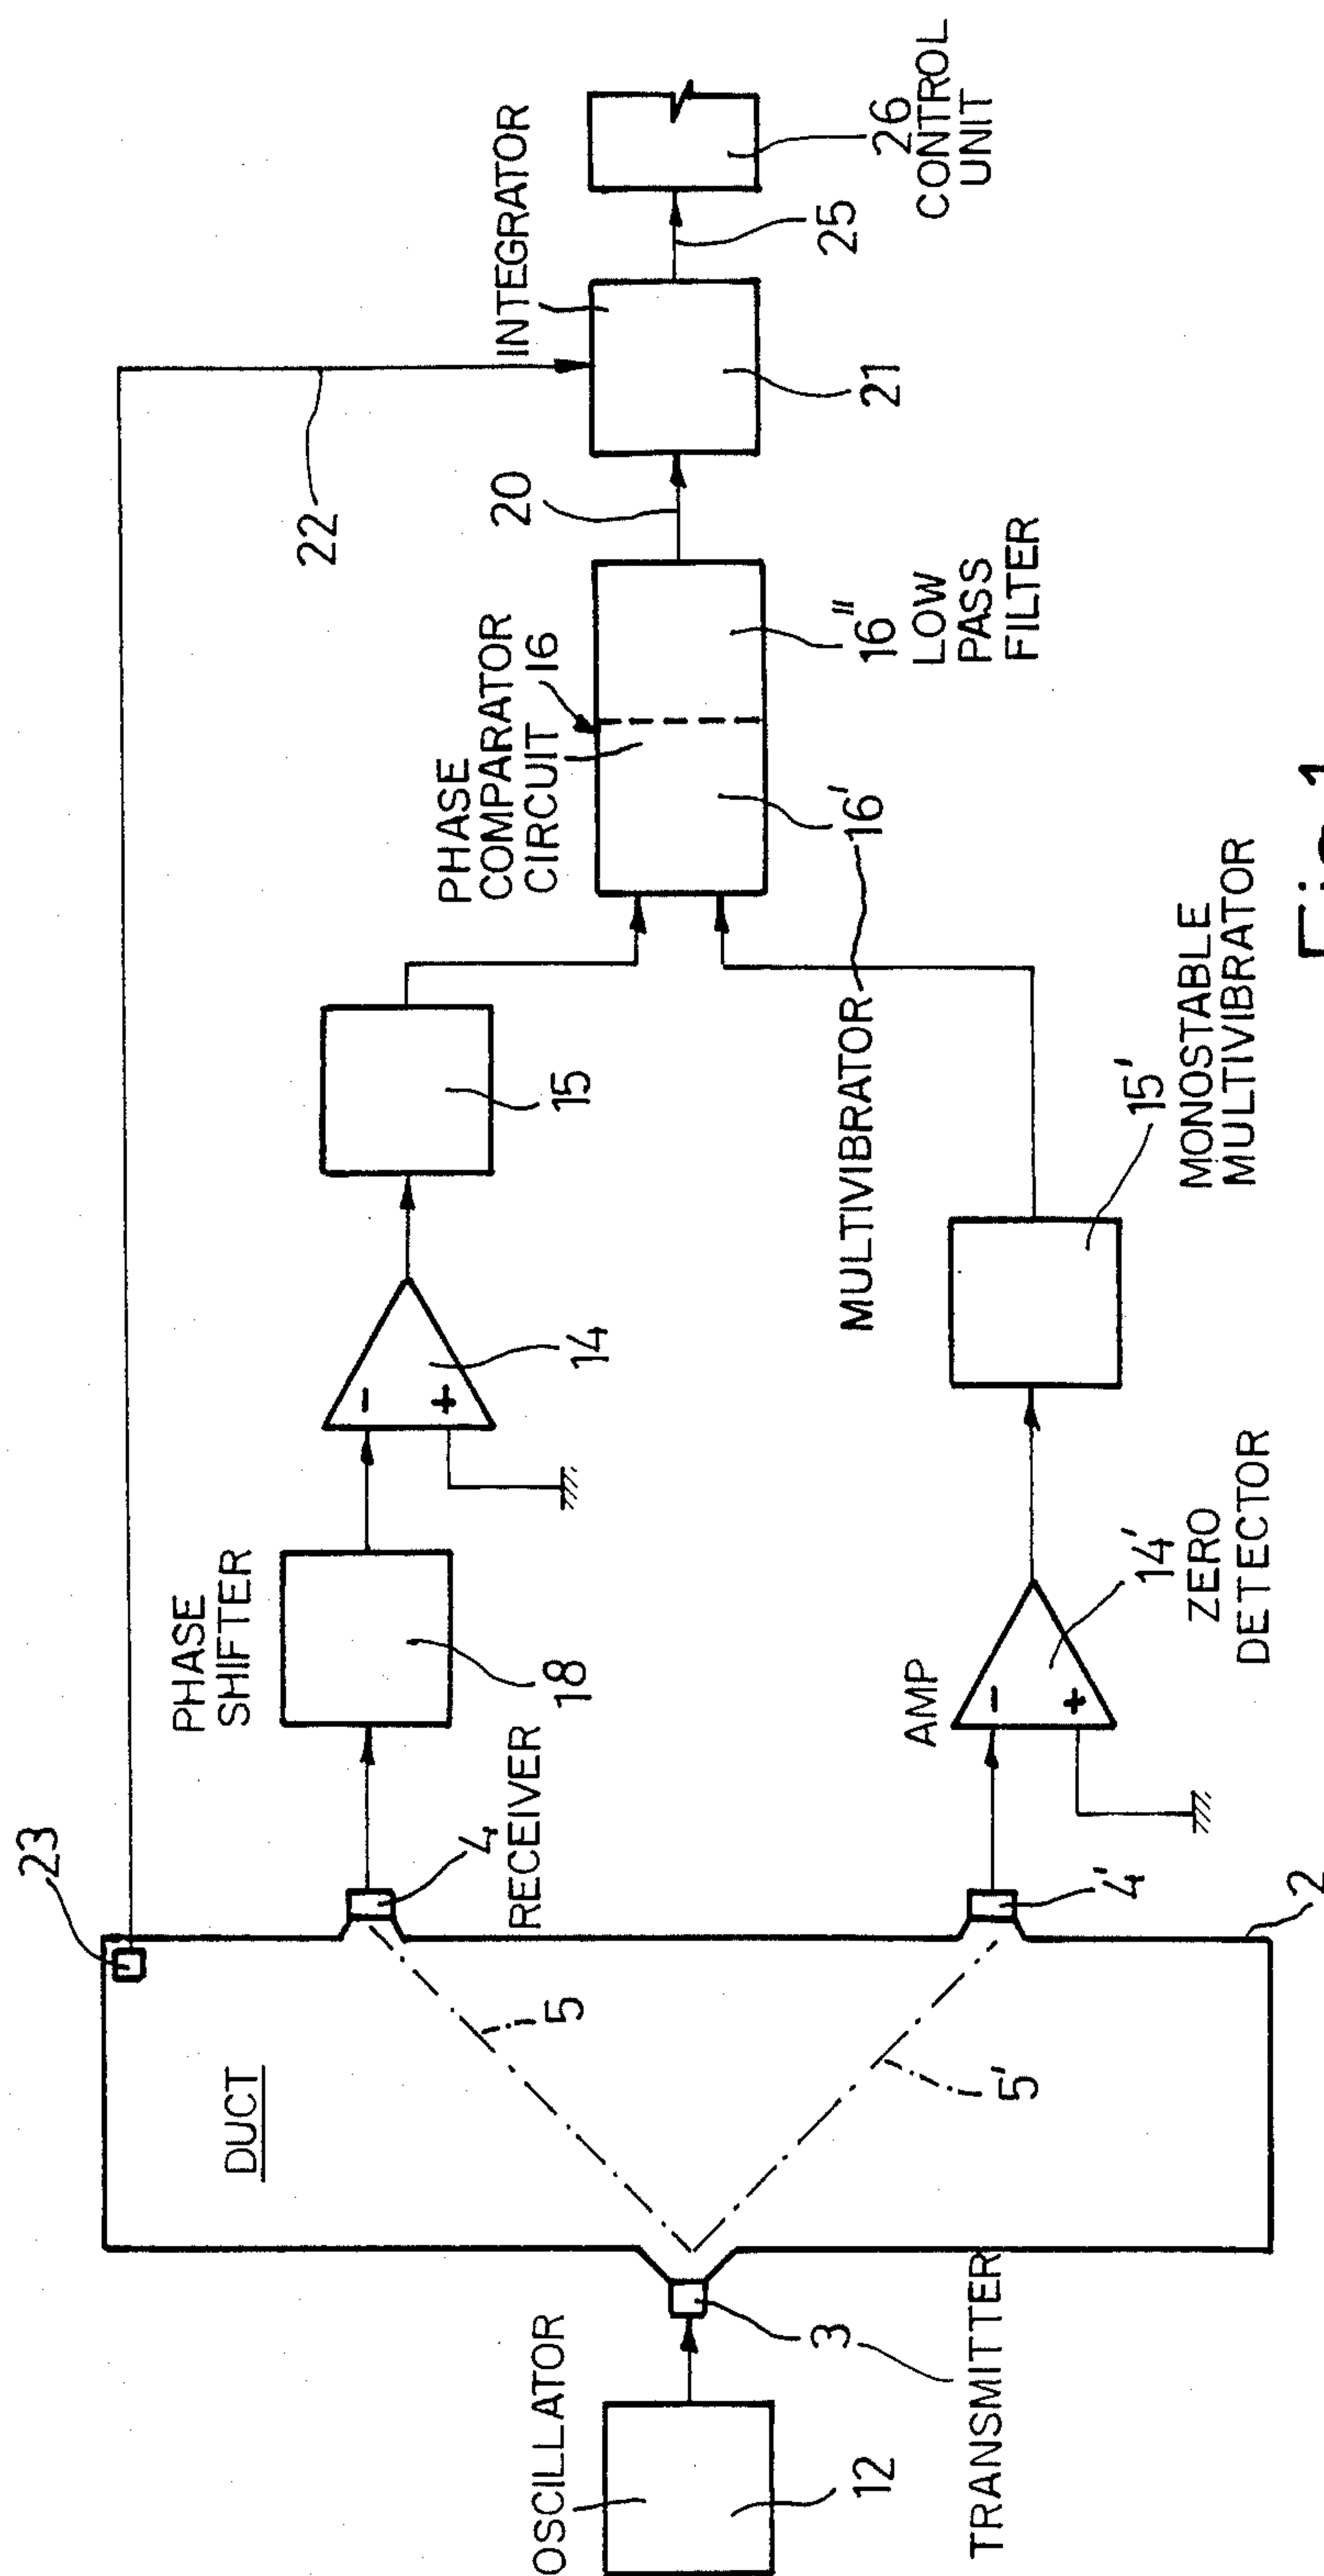 23
22
INTEGRATOR
25
26
CONTROL
UNIT
21
20
PHASE
COMPARATOR
CIRCUIT
16
16"
LOW
PASS
FILTER
16'
MULTIVIBRATOR
15
15'
MONOSTABLE
MULTIVIBRATOR
14
-
+
PHASE
SHIFTER
18
AMP
-
+
14'
ZERO
DETECTOR
4
RECEIVER
4'
2
DUCT
5
5'
OSCILLATOR
12
3
TRANSMITTER
Fig. 1